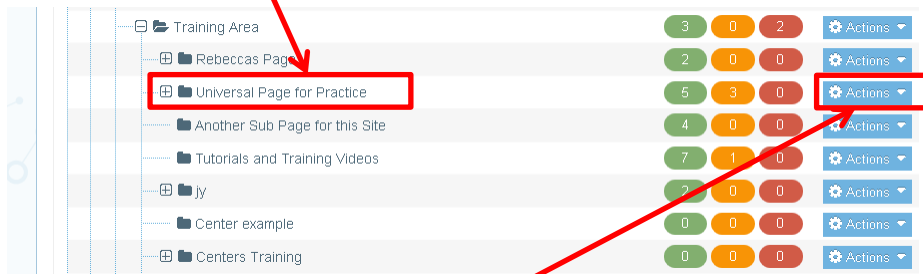 Training Area 3 0 2 Actions
Rebeccas Page 2 0 0 Actions
Universal Page for Practice 5 3 0 Actions
Another Sub Page for this Site 4 0 0 Actions
Tutorials and Training Videos 7 1 0 Actions
jy 2 0 0 Actions
Center example 0 0 0 Actions
Centers Training 0 0 0 Actions